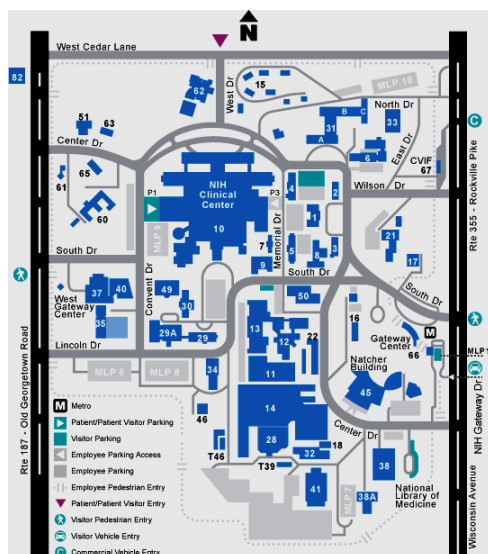 N
West Cedar Lane
82
West Dr
62
15
MLP 10
North Dr
B
C
31
33
A
51
63
Center Dr
East Dr
6
CVIF
67
61
65
60
NIH
Clinical
Center
10
P1
P3
MLP 9
Memorial Dr
4
2
1
5
8
3
7
9
Wilson Dr
21
17
Rte 355 - Rockville Pike
South Dr
South Dr
South Dr
West
Gateway
Center
37
40
35
Convent Dr
49
30
29A
29
50
13
12
22
11
16
Gateway
Center
66
M
MLP 1
Natcher
Building
45
Lincoln Dr
MLP 6
MLP 8
34
46
14
T46
28
18
32
T39
41
Center Dr
MLP 7
38
38A
National
Library of
Medicine
NIH Gateway Dr
Wisconsin Avenue
Rte 187 - Old Georgetown Road
M Metro
Patient/Patient Visitor Parking
Visitor Parking
Employee Parking Access
Employee Parking
Employee Pedestrian Entry
Patient/Patient Visitor Entry
Visitor Pedestrian Entry
Visitor Vehicle Entry
C Commercial Vehicle Entry
C